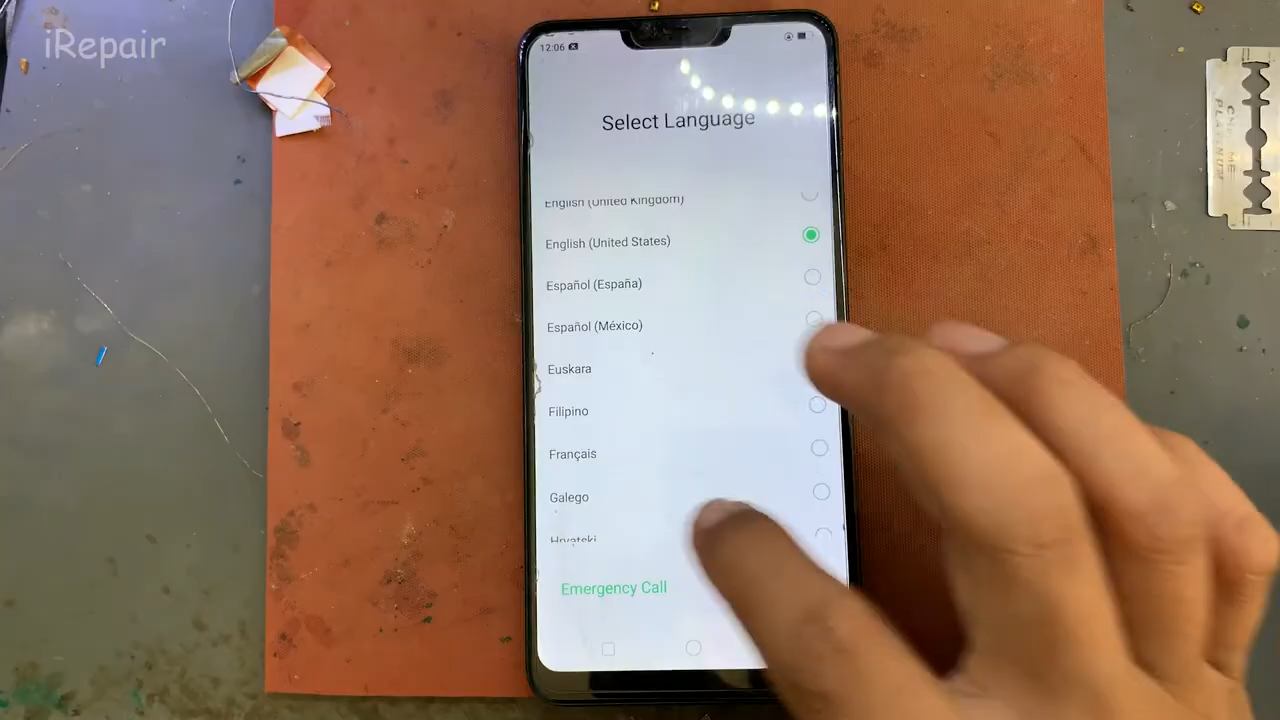 iRepair
12:06
Select Language
English (United Kingdom)
English (United States)
Español (España)
Español (México)
Euskara
Filipino
Français
Galego
Hrvatski
Emergency Call